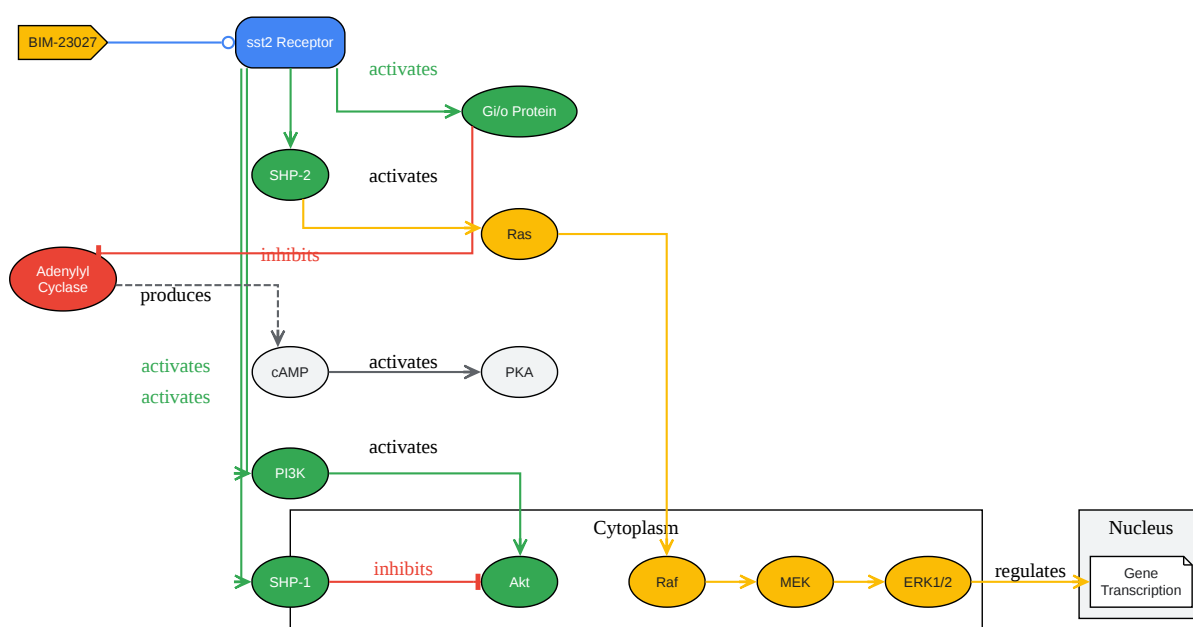 BIM-23027
sst2 Receptor
activates
Gi/o Protein
SHP-2
activates
Ras
inhibits
Adenylyl
Cyclase
produces
cAMP
activates
PKA
activates
activates
activates
PI3K
Cytoplasm
Nucleus
SHP-1
inhibits
Akt
Raf
MEK
ERK1/2
regulates
Gene
Transcription